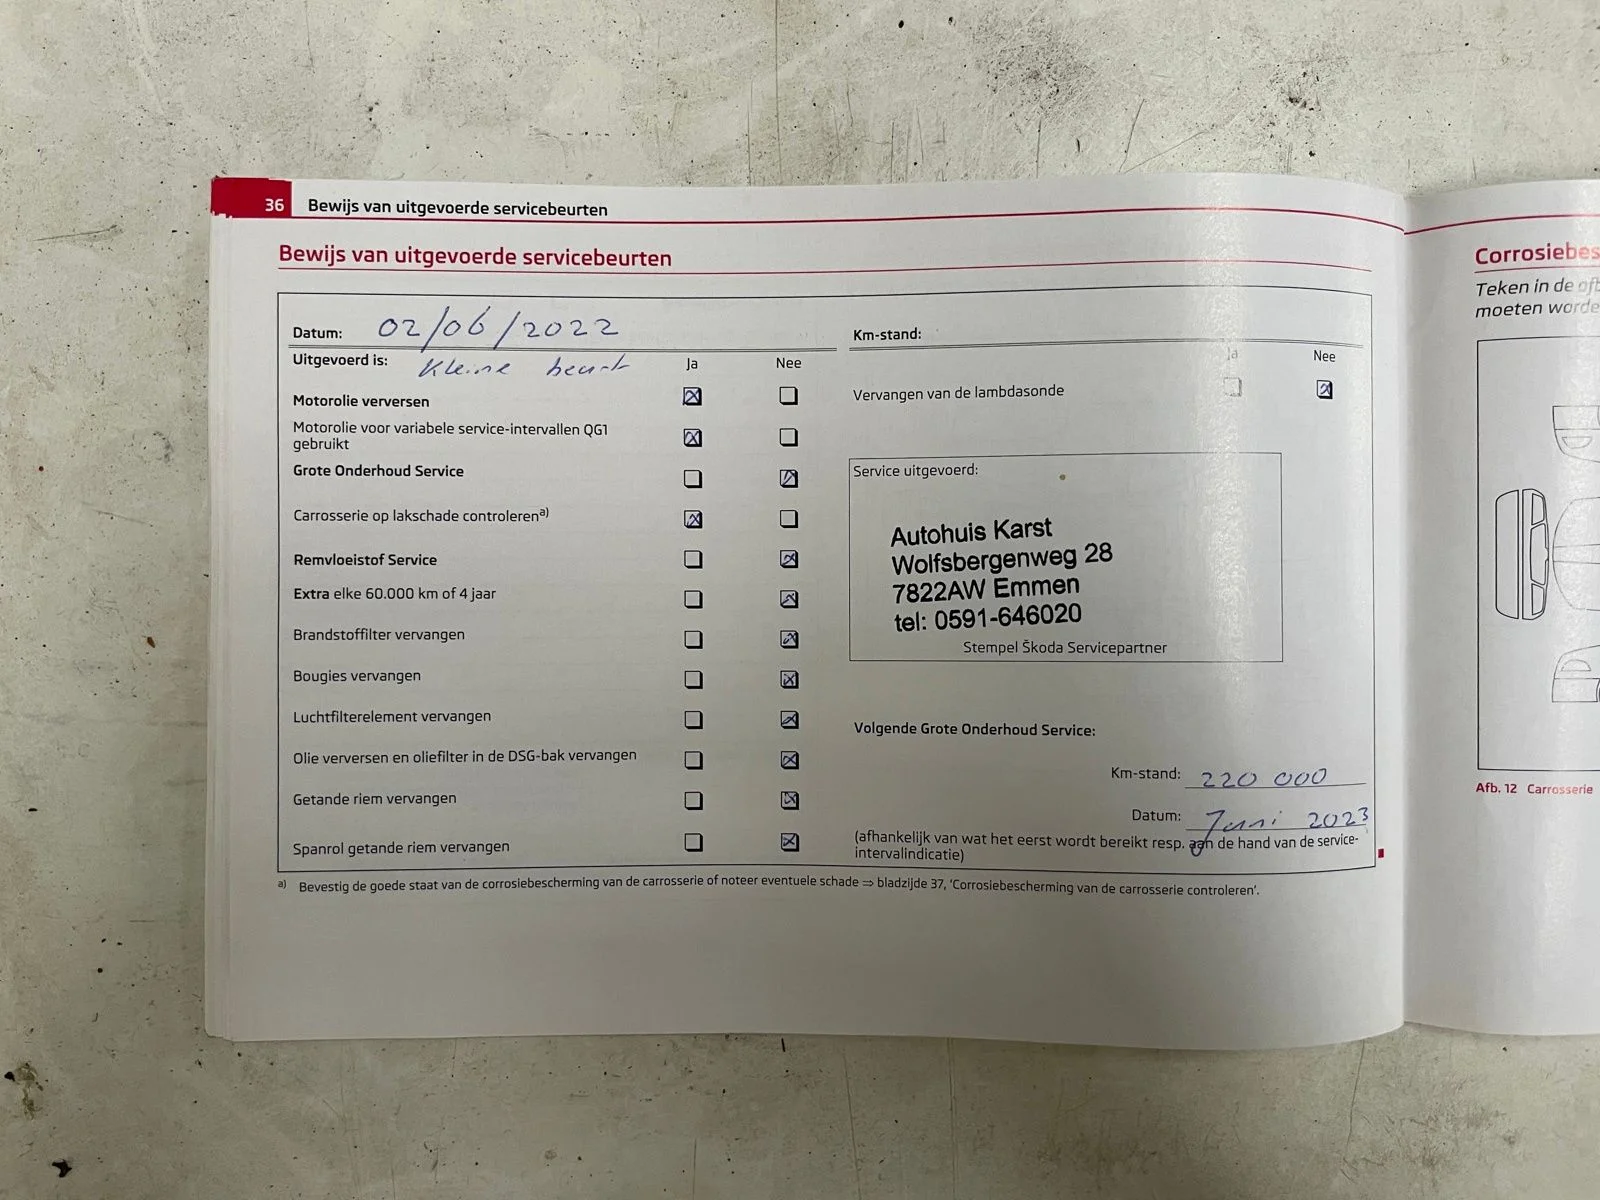 36 Bewijs van uitgevoerde servicebeurten
Bewijs van uitgevoerde servicebeurten
Datum: 02/06/2022
Uitgevoerd is: Kleine beurt Ja Nee
Motorolie verversen
Motorolie voor variabele service-intervallen QG1
gebruikt
Grote Onderhoud Service
Carrosserie op lakschade controleren a)
Remvloeistof Service
Extra elke 60.000 km of 4 jaar
Brandstoffilter vervangen
Bougies vervangen
Luchtfilterelement vervangen
Olie verversen en oliefilter in de DSG-bak vervangen
Getande riem vervangen
Spanrol getande riem vervangen
Km-stand:
Ja Nee
Vervangen van de lambdasonde
Service uitgevoerd:
Autohuis Karst
Wolfsbergenweg 28
7822AW Emmen
tel: 0591-646020
Stempel Škoda Servicepartner
Volgende Grote Onderhoud Service:
Km-stand: 220 000
Datum: Juni 2023
(afhankelijk van wat het eerst wordt bereikt resp. aan de hand van de service-
intervalindicatie)
a) Bevestig de goede staat van de corrosiebescherming van de carrosserie of noteer eventuele schade ⇒ bladzijde 37, 'Corrosiebescherming van de carrosserie controleren'.
Corrosiebes
Teken in de afb
moeten worde
Afb. 12 Carrosserie